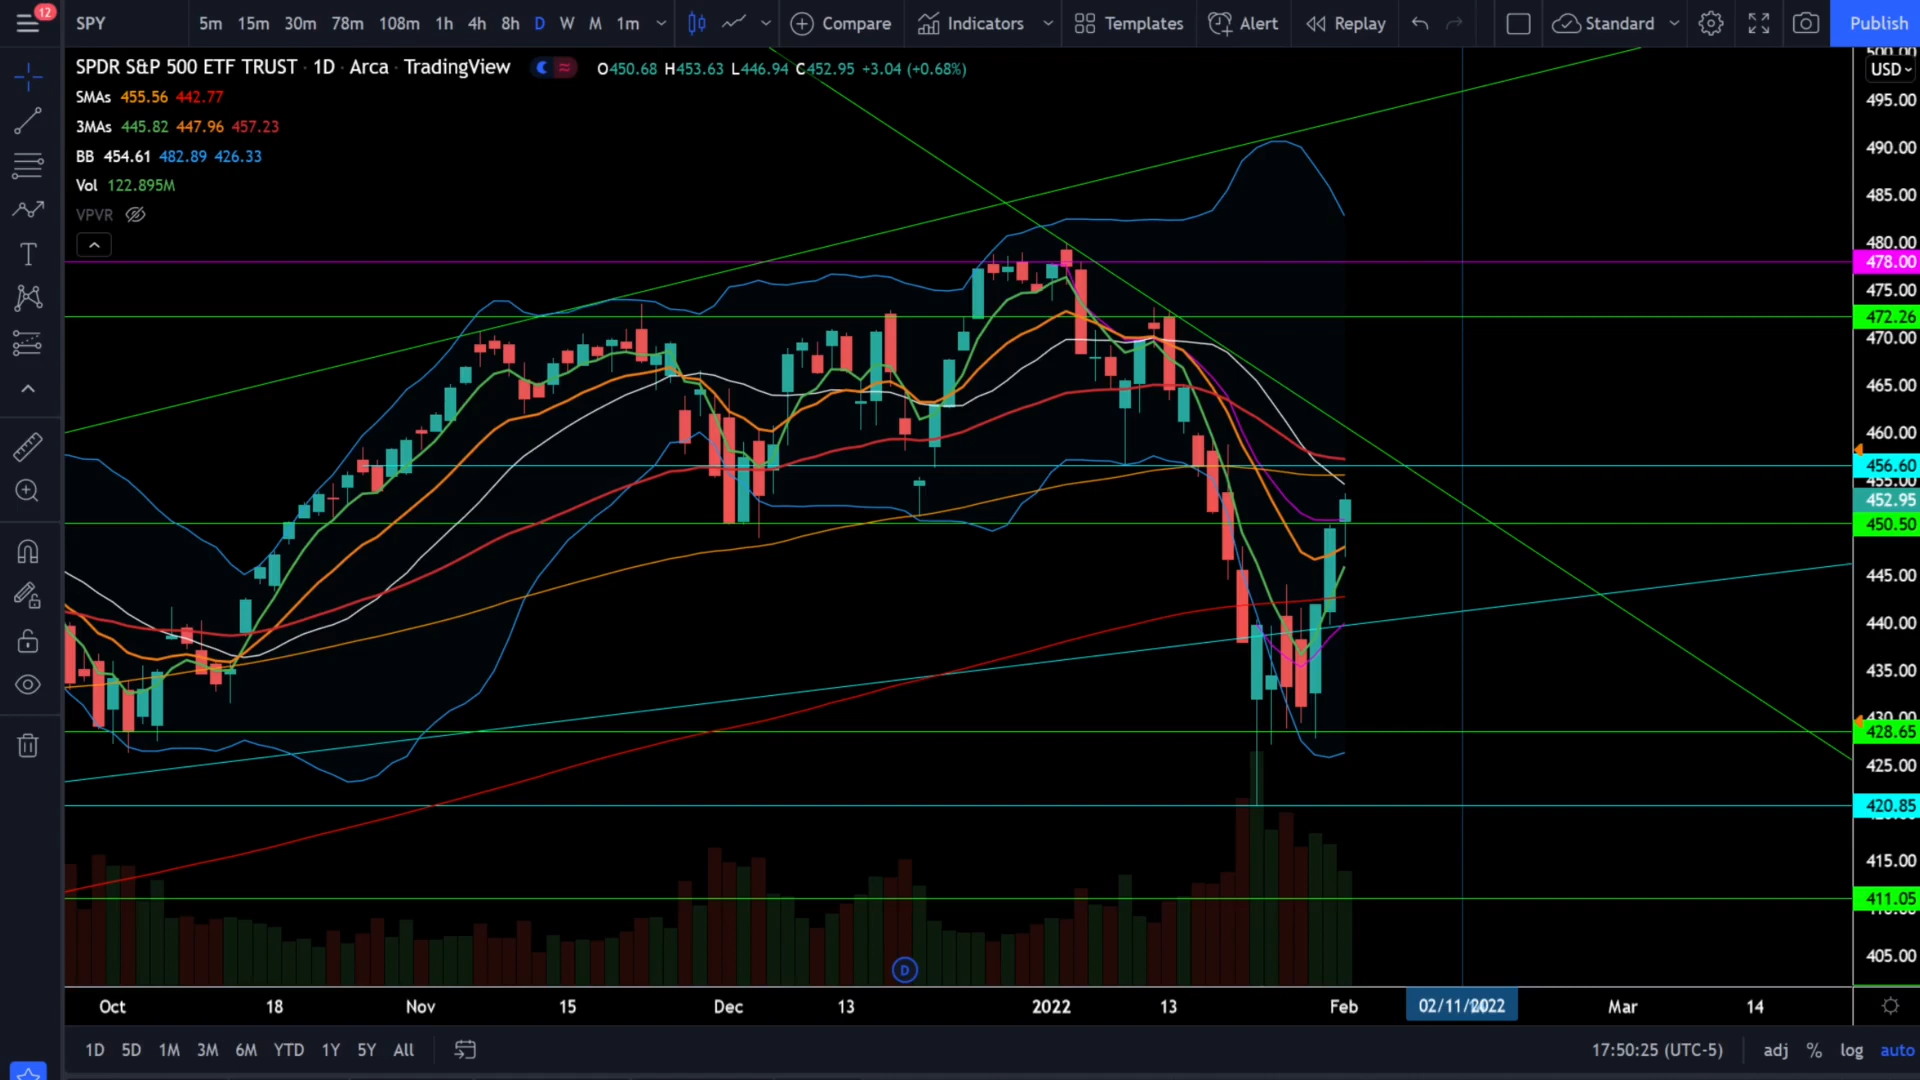 12
SPY 5m 15m 30m 78m 108m 1h 4h 8h D W M 1m Compare Indicators Templates Alert Replay Standard Publish
SPDR S&P 500 ETF TRUST · 1D · Arca · TradingView O450.68 H453.63 L446.94 C452.95 +3.04 (+0.68%)
SMAs 455.56 442.77
3MAs 445.82 447.96 457.23
BB 454.61 482.89 426.33
Vol 122.895M
VPVR
500.00
USD
495.00
490.00
485.00
480.00
478.00
475.00
472.26
470.00
465.00
460.00
456.60
455.00
452.95
450.50
445.00
440.00
435.00
430.00
428.65
425.00
420.85
415.00
411.05
405.00
D
Oct 18 Nov 15 Dec 13 2022 13 Feb 02/11/2022 Mar 14
1D 5D 1M 3M 6M YTD 1Y 5Y All 17:50:25 (UTC-5) adj % log auto